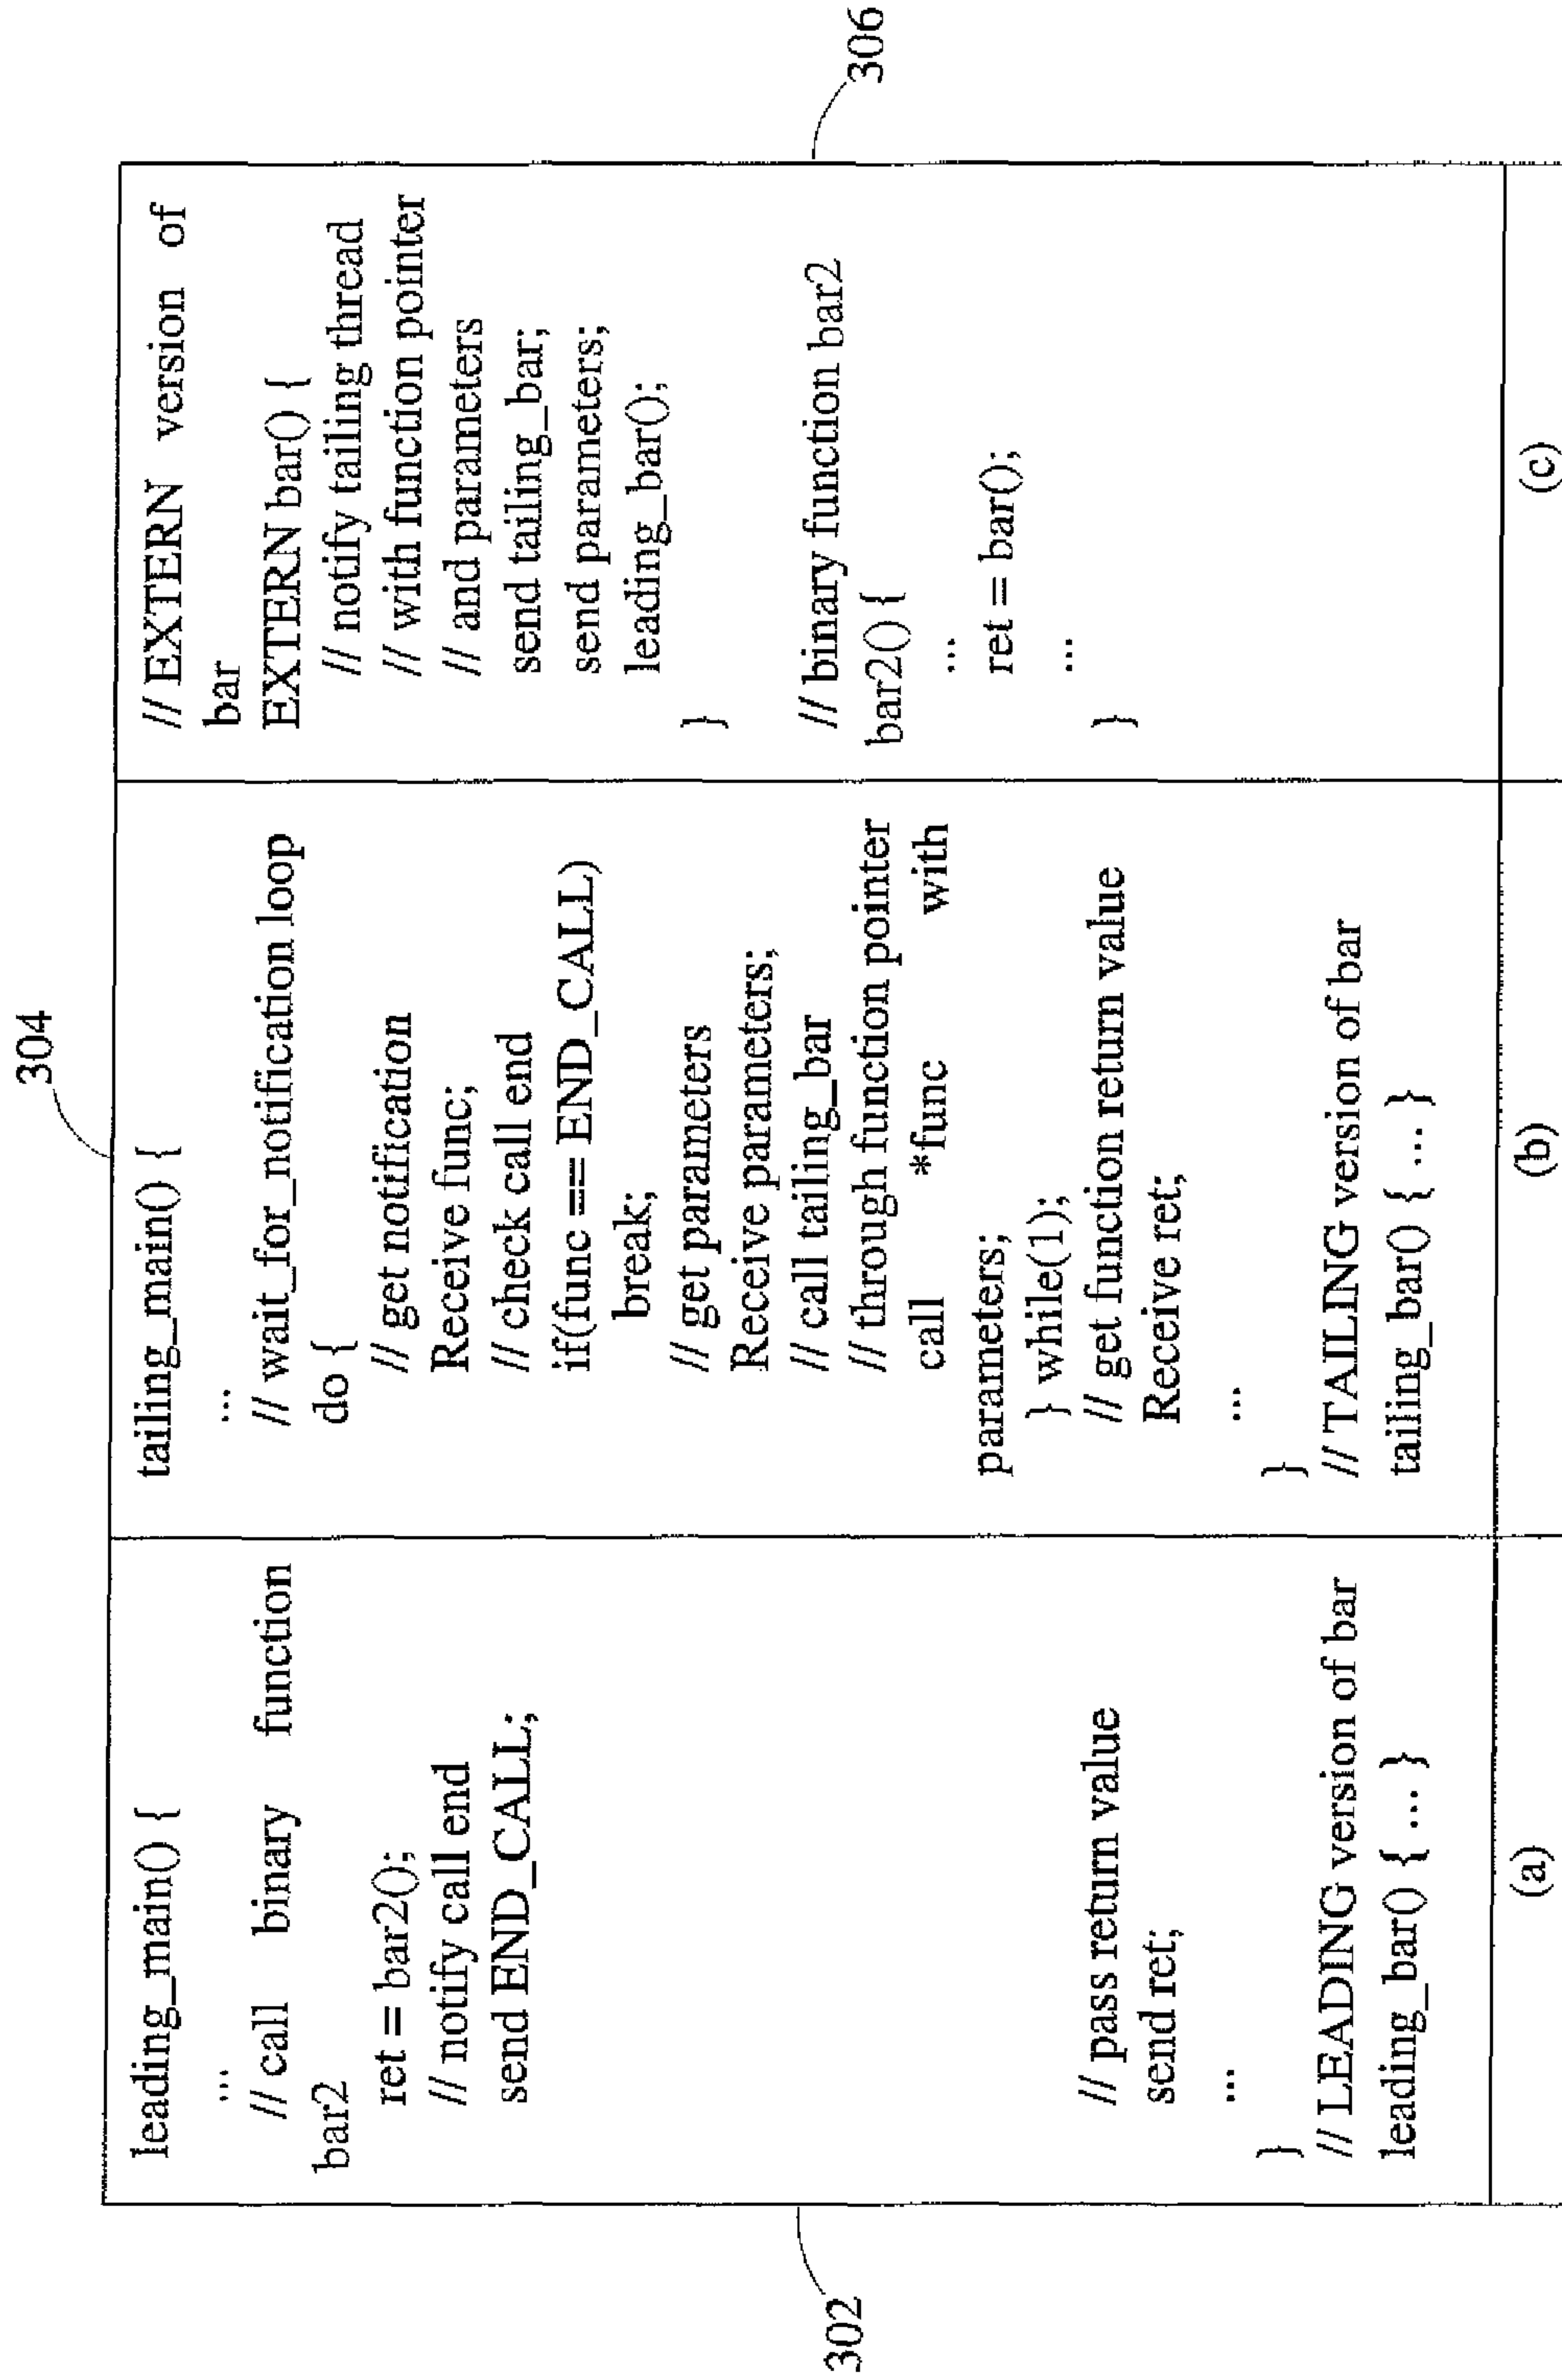 304
302
leading_main() {
...
// call binary function
bar2
ret = bar2();
// notify call end
send END_CALL;
// pass return value
send ret;
...
}
// LEADING version of bar
leading_bar() { ... }
(a)
tailing_main() {
...
// wait_for_notification loop
do {
// get notification
Receive func;
// check call end
if(func == END_CALL)
break;
// get parameters
Receive parameters;
// call tailing_bar
// through function pointer
call *func with
parameters;
} while(1);
// get function return value
Receive ret;
...
}
// TAILING version of bar
tailing_bar() { ... }
(b)
// EXTERN version of
bar
EXTERN bar() {
// notify tailing thread
// with function pointer
// and parameters
send tailing_bar;
send parameters;
leading_bar();
}
// binary function bar2
bar2() {
...
ret = bar();
...
}
(c)
306